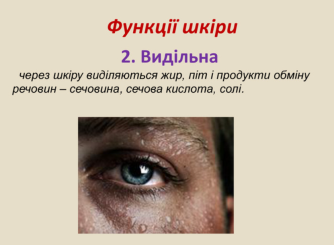 Функції шкіри
2. Видільна
через шкіру виділяються жир, піт і продукти обміну
речовин – сечовина, сечова кислота, солі.